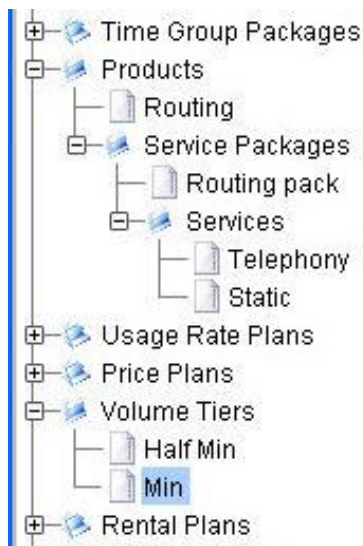 Time Group Packages
Products
Routing
Service Packages
Routing pack
Services
Telephony
Static
Usage Rate Plans
Price Plans
Volume Tiers
Half Min
Min
Rental Plans